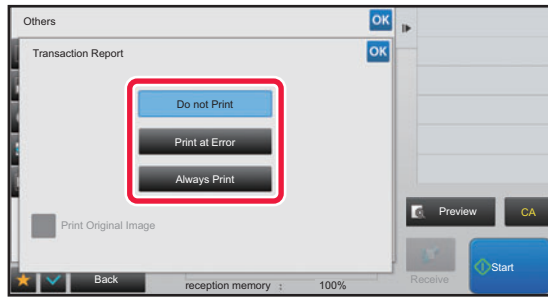 Others
OK
Transaction Report
OK
Do not Print
Print at Error
Always Print
Print Original Image
Preview
CA
Back
reception memory : 100%
Receive
Start